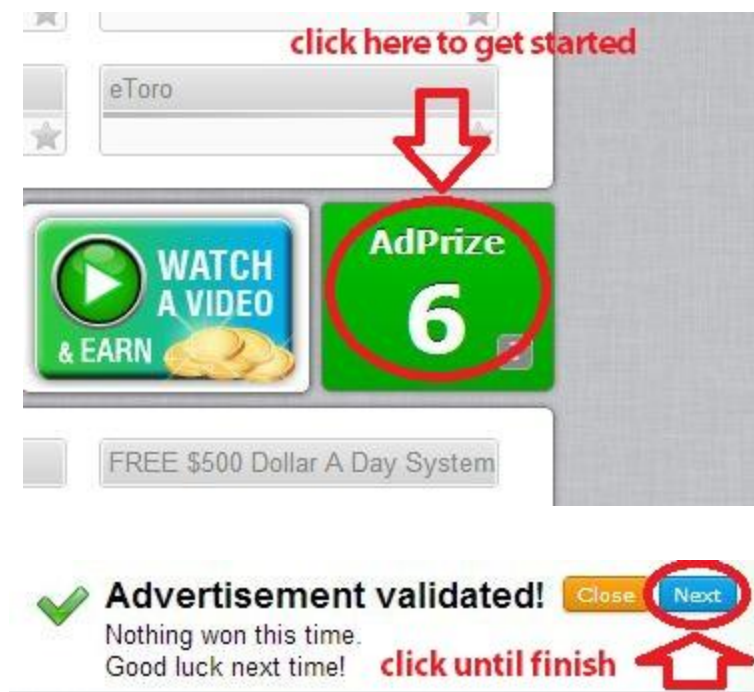 click here to get started
eToro
WATCH
A VIDEO
& EARN
AdPrize
6
FREE $500 Dollar A Day System
Advertisement validated!
Close
Next
Nothing won this time.
Good luck next time!
click until finish